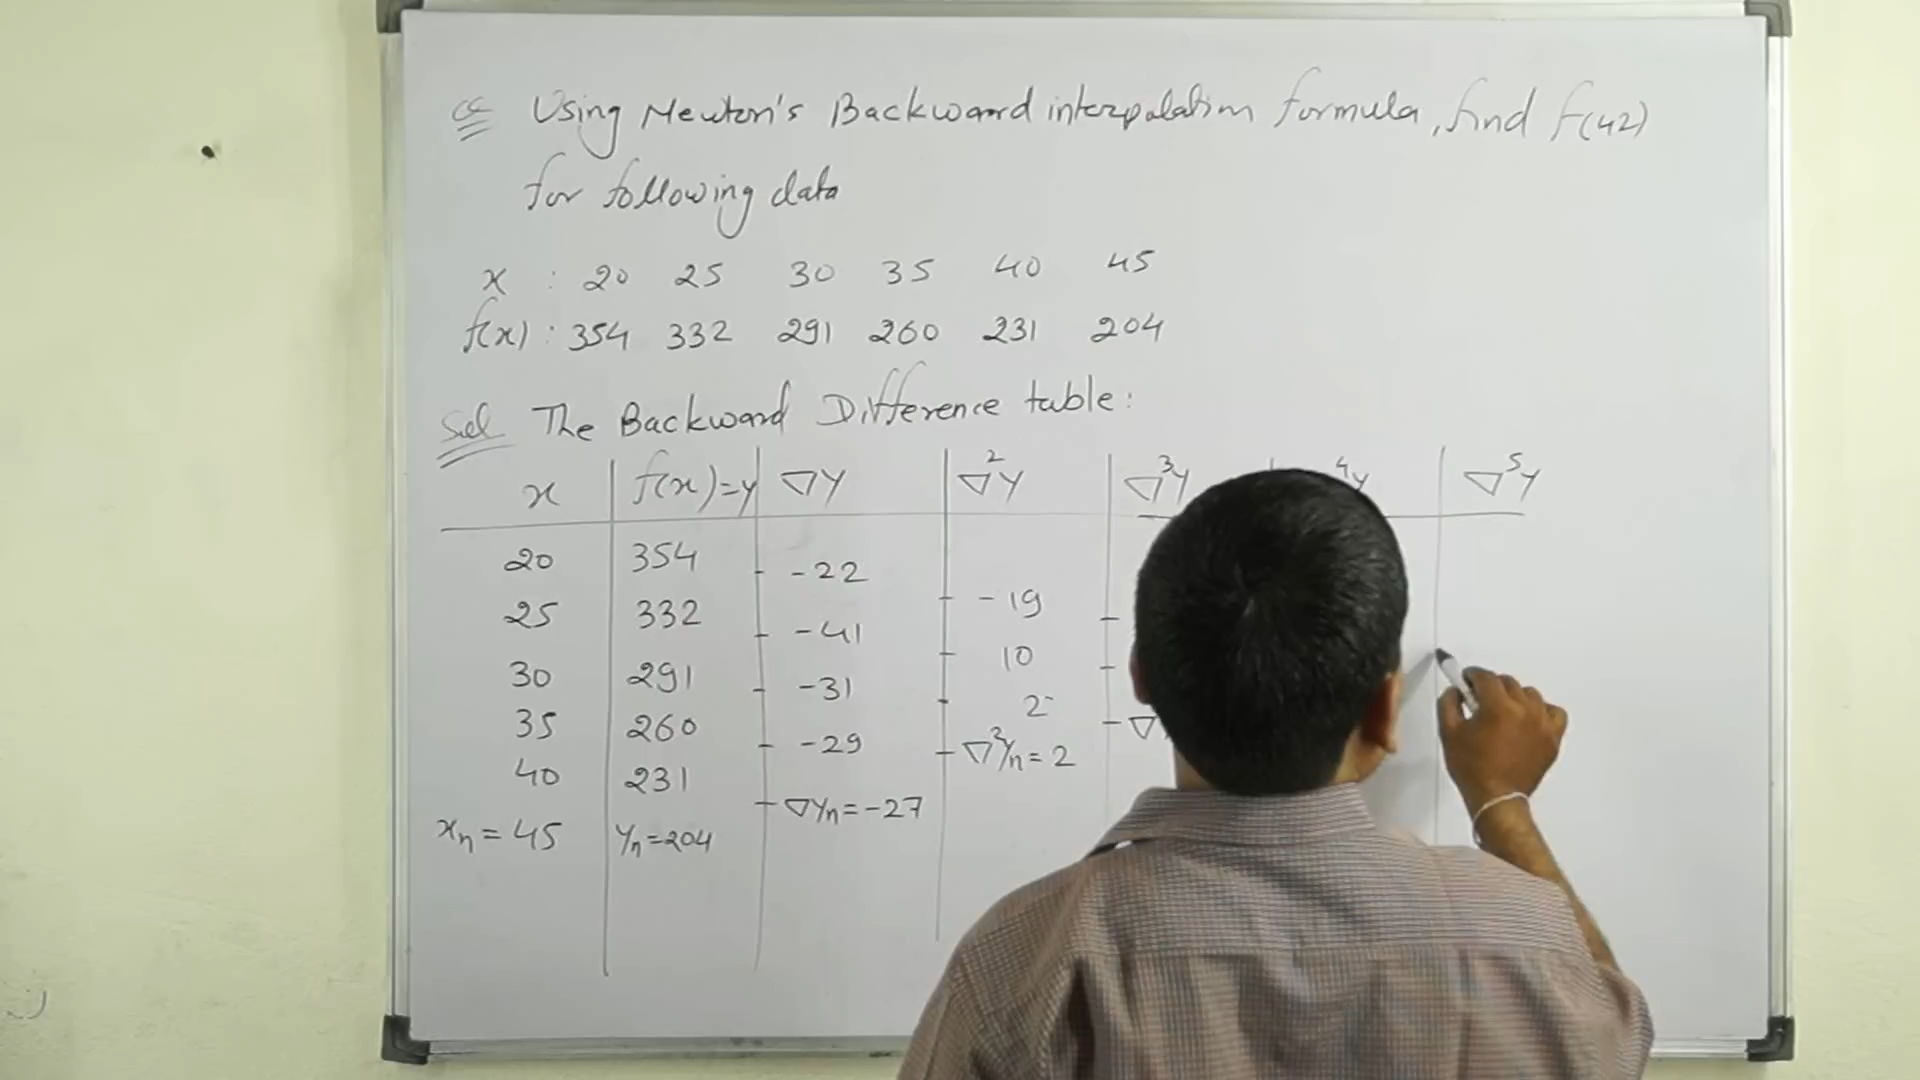 Q Using Newton's Backward interpolation formula, find f(42)
for following data
x : 20 25 30 35 40 45
f(x) : 354 332 291 260 231 204
Sol The Backward Difference table:
x f(x)=y ∇y ∇²y ∇³y ⁴y ∇⁵y
20 354
-22
25 332 -19
-41
30 291 10
-31
35 260 2
-29 ∇²yn = 2 ∇
40 231
∇yn = -27
xn = 45 yn = 204